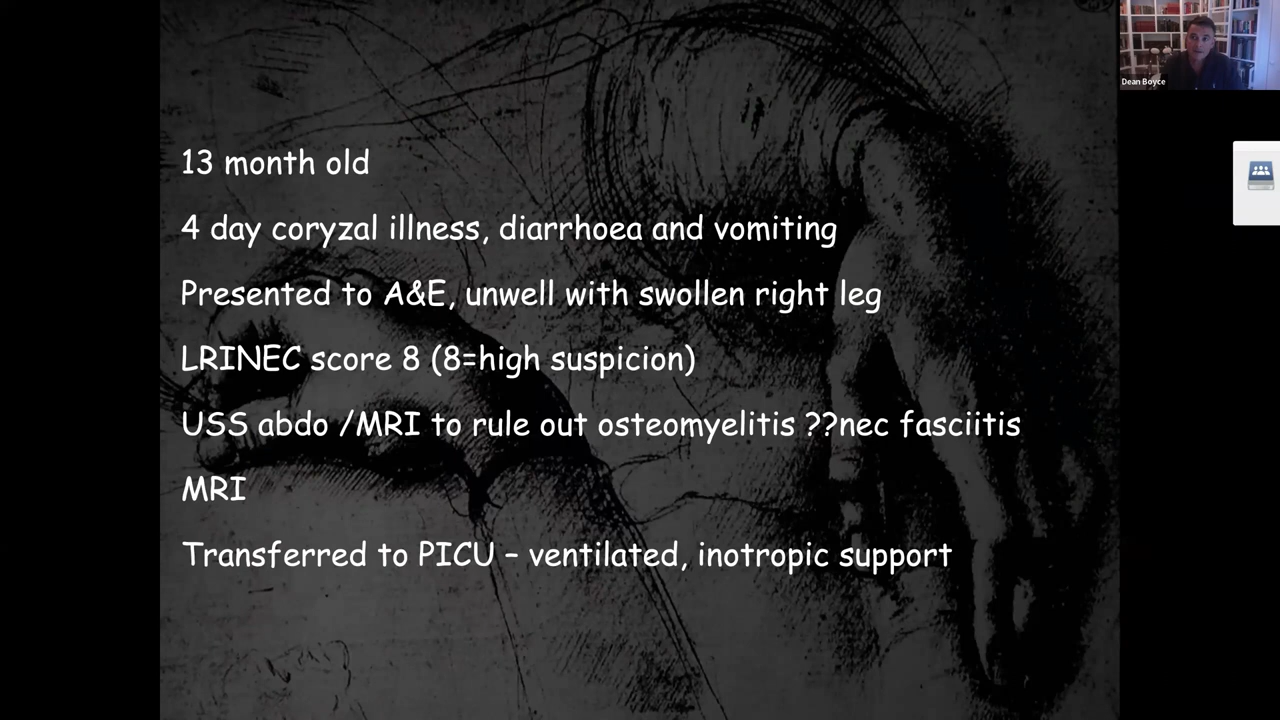 Dean Boyce
13 month old
4 day coryzal illness, diarrhoea and vomiting
Presented to A&E, unwell with swollen right leg
LRINEC score 8 (8=high suspicion)
USS abdo /MRI to rule out osteomyelitis ??nec fasciitis
MRI
Transferred to PICU – ventilated, inotropic support